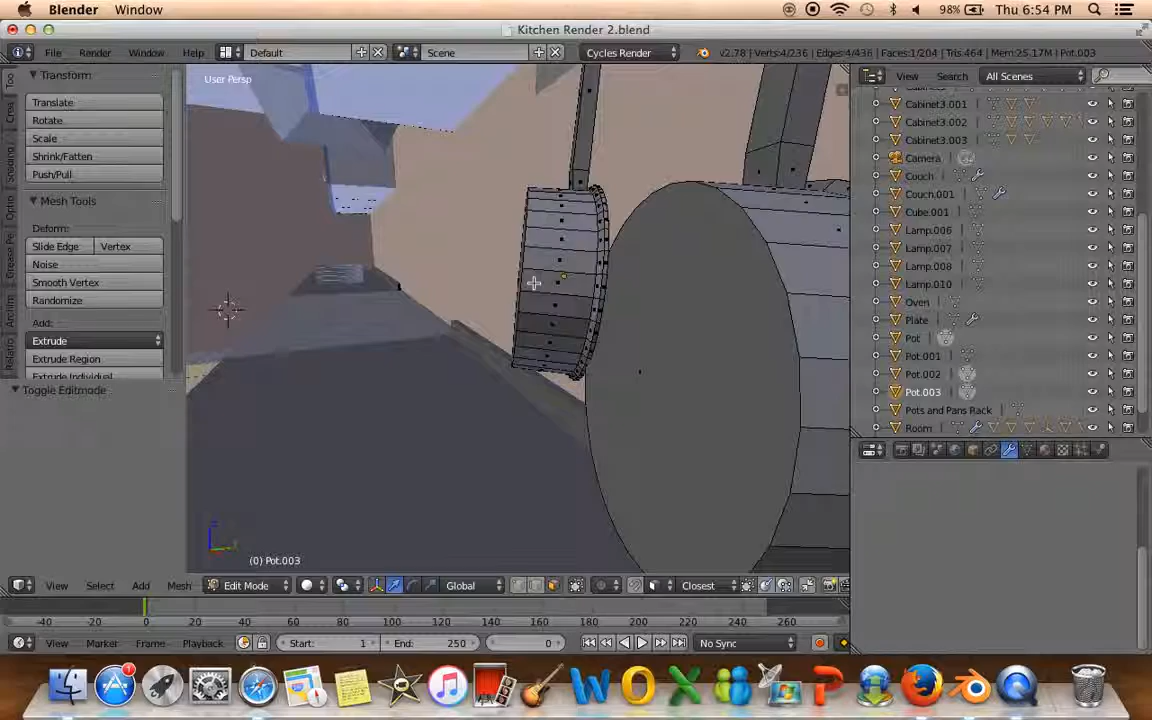 Blender Window 98% Thu 6:54 PM
Kitchen Render 2.blend
File Render Window Help Default Scene Cycles Render v2.78 | Verts:4/236 | Edges:4/436 | Faces:1/204 | Tris:464 | Mem:25.17M | Pot.003
Transform
Translate
Rotate
Scale
Shrink/Fatten
Push/Pull
Mesh Tools
Deform:
Slide Edge Vertex
Noise
Smooth Vertex
Randomize
Add:
Extrude
Extrude Region
Extrude Individual
Toggle Editmode
User Persp
(0) Pot.003
View Search All Scenes
Cabinet3.001
Cabinet3.002
Cabinet3.003
Camera
Couch
Couch.001
Cube.001
Lamp.006
Lamp.007
Lamp.008
Lamp.010
Oven
Plate
Pot
Pot.001
Pot.002
Pot.003
Pots and Pans Rack
Room
View Select Add Mesh Edit Mode Global Closest
-40 -20 0 20 40 60 80 100 120 140 160 180 200 220 240 260
View Marker Frame Playback Start: 1 End: 250 0 No Sync